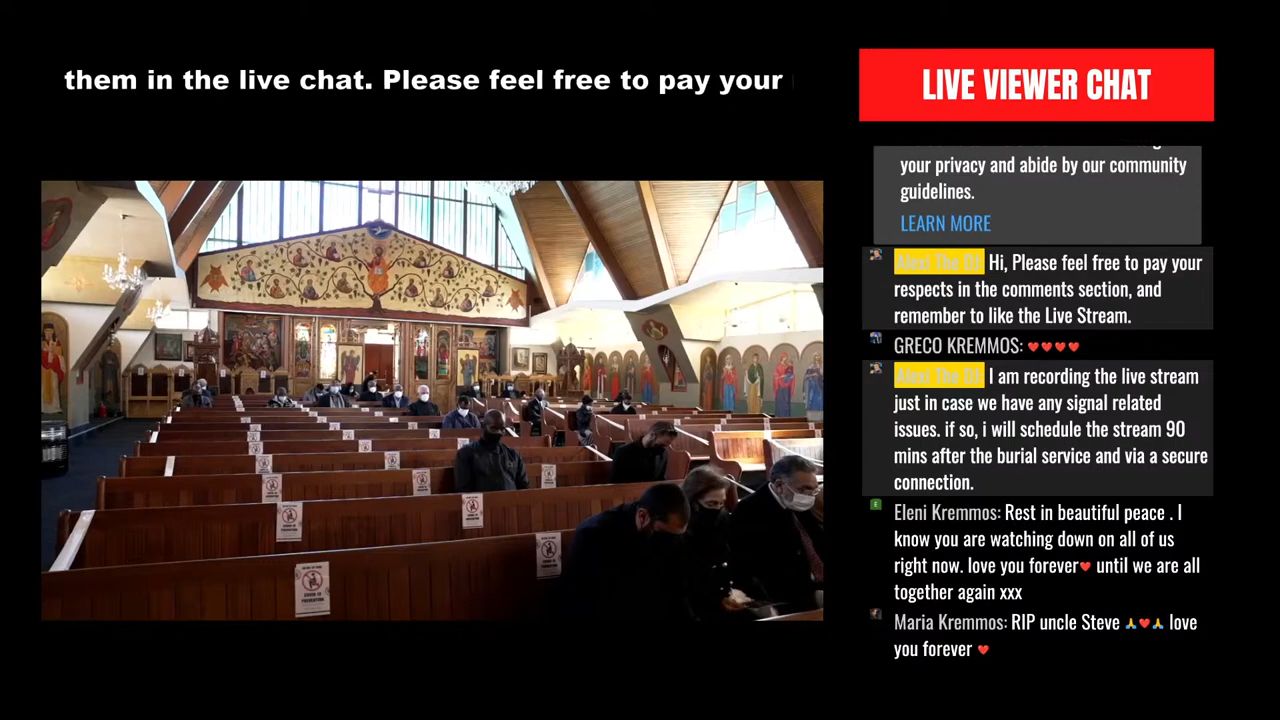 them in the live chat. Please feel free to pay your
LIVE VIEWER CHAT
your privacy and abide by our community
guidelines.
LEARN MORE
Alexi The DJ: Hi, Please feel free to pay your
respects in the comments section, and
remember to like the Live Stream.
GRECO KREMMOS: ❤❤❤❤
Alexi The DJ: I am recording the live stream
just in case we have any signal related
issues. if so, i will schedule the stream 90
mins after the burial service and via a secure
connection.
Eleni Kremmos: Rest in beautiful peace . I
know you are watching down on all of us
right now. love you forever❤ until we are all
together again xxx
Maria Kremmos: RIP uncle Steve 🙏❤🙏 love
you forever ❤
COVID-19
PREVENTION